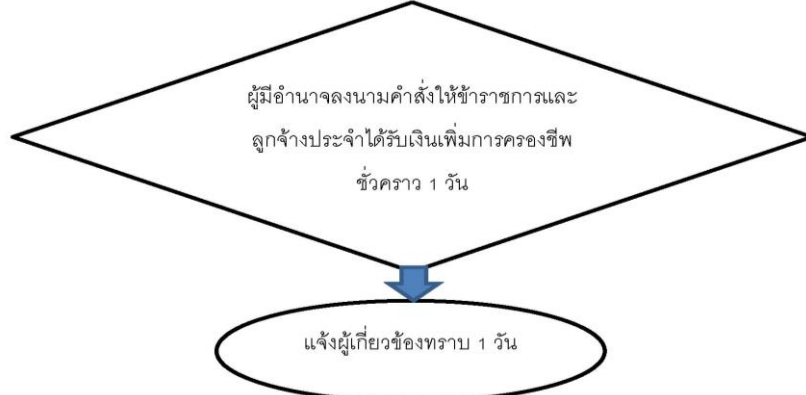 ผู้มีอำนาจลงนามคำสั่งให้ข้าราชการและ
ลูกจ้างประจำได้รับเงินเพิ่มการครองชีพ
ชั่วคราว 1 วัน
แจ้งผู้เกี่ยวข้องทราบ 1 วัน